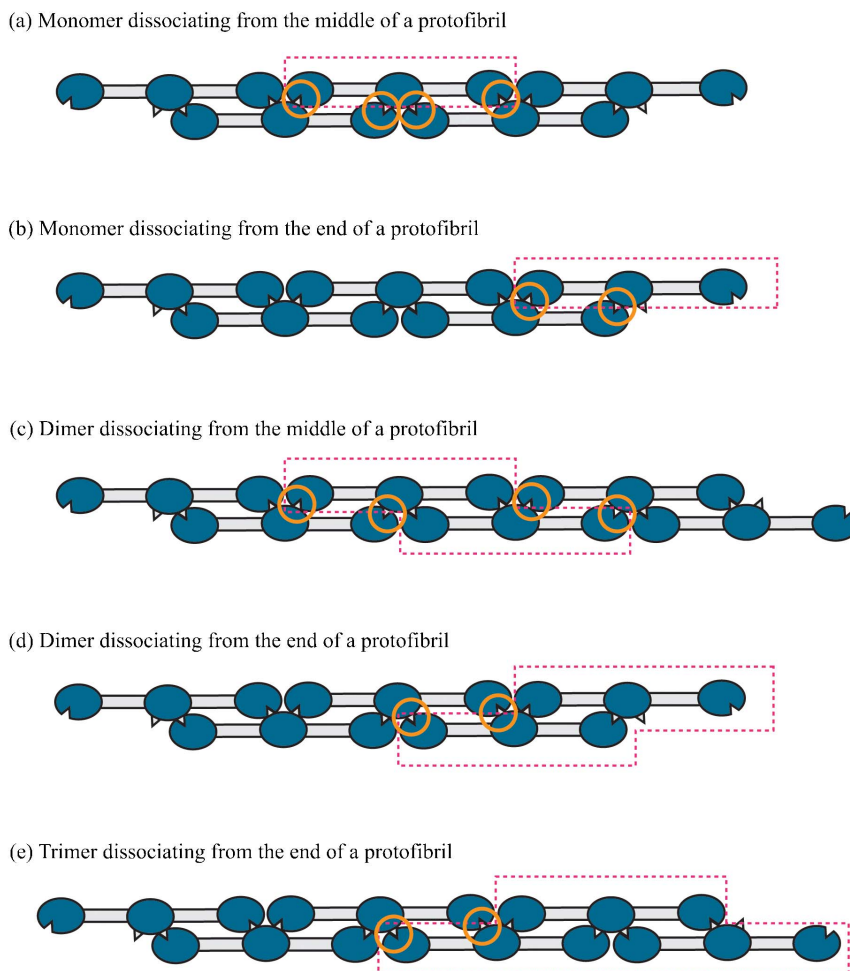 (a) Monomer dissociating from the middle of a protofibril
(b) Monomer dissociating from the end of a protofibril
(c) Dimer dissociating from the middle of a protofibril
(d) Dimer dissociating from the end of a protofibril
(e) Trimer dissociating from the end of a protofibril